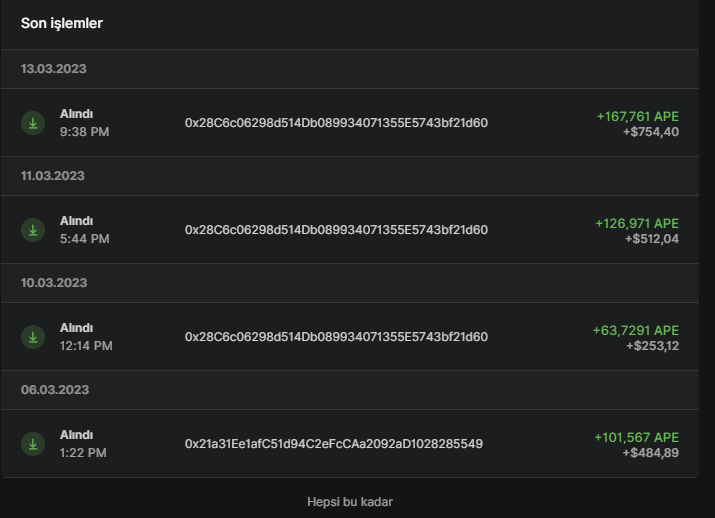 Son işlemler
13.03.2023
Alındı
9:38 PM
0x28C6c06298d514Db089934071355E5743bf21d60
+167,761 APE
+$754,40
11.03.2023
Alındı
5:44 PM
0x28C6c06298d514Db089934071355E5743bf21d60
+126,971 APE
+$512,04
10.03.2023
Alındı
12:14 PM
0x28C6c06298d514Db089934071355E5743bf21d60
+63,7291 APE
+$253,12
06.03.2023
Alındı
1:22 PM
0x21a31Ee1afC51d94C2eFcCAa2092aD1028285549
+101,567 APE
+$484,89
Hepsi bu kadar